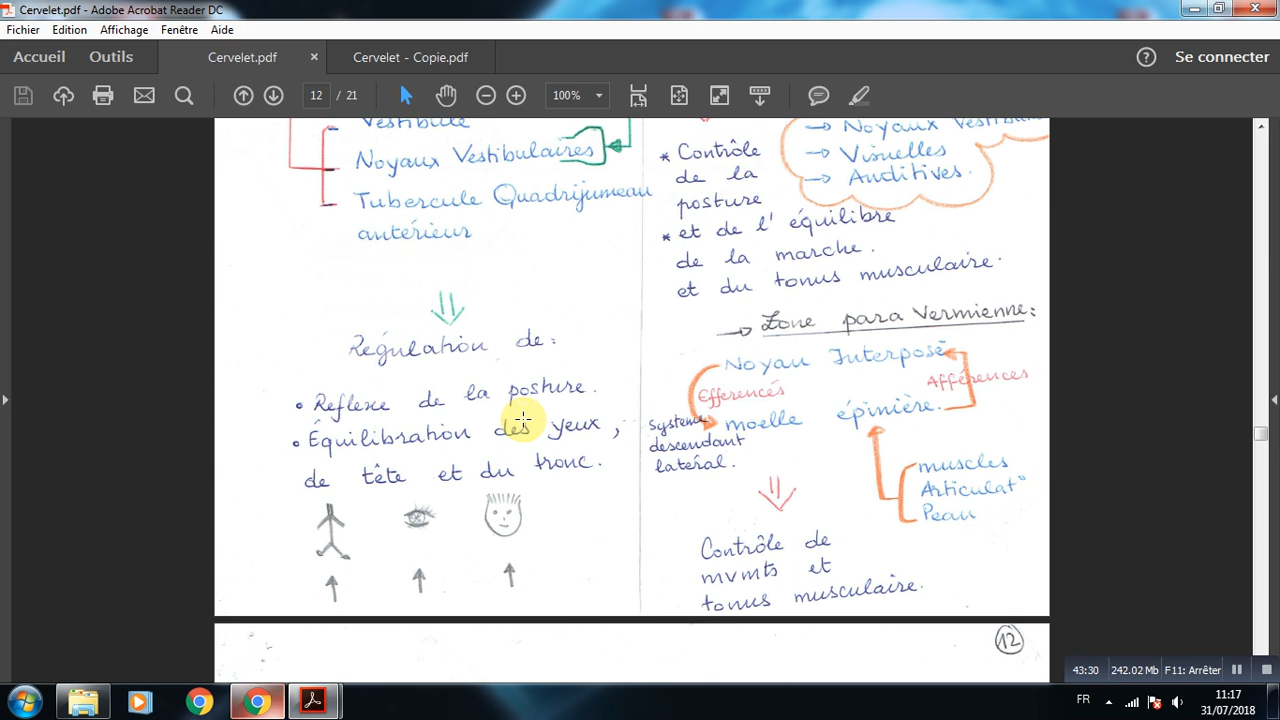 Cervelet.pdf - Adobe Acrobat Reader DC
Fichier Edition Affichage Fenêtre Aide
Accueil Outils Cervelet.pdf × Cervelet - Copie.pdf ? Se connecter
12 / 21 100%
Vestibule
Noyaux Vestibulaires
Tubercule Quadrijumeau
antérieur
Régulation de:
• Réflexe de la posture.
• Équilibration des yeux,
de tête et du tronc.
→ Noyaux Vestibu
→ Visuelles
→ Auditives.
* Contrôle
de la
posture
* et de l'équilibre
de la marche.
et du tonus musculaire.
→ Zone para Vermienne:
Noyau Interposé
Efferencés Afférences
moelle épinière.
Système
descendant
latéral.
muscles
Articulat°
Peau
Contrôle de
mvmts et
tonus musculaire.
12
43:30 242.02 Mb F11: Arrêter
FR 11:17
31/07/2018